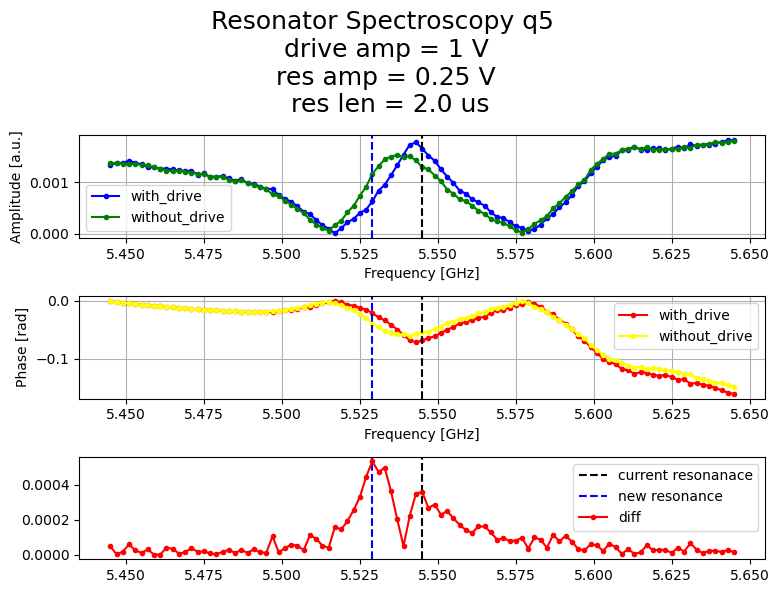 Resonator Spectroscopy q5
drive amp = 1 V
res amp = 0.25 V
res len = 2.0 us
Amplitude [a.u.]
0.001
0.000
with_drive
without_drive
5.450 5.475 5.500 5.525 5.550 5.575 5.600 5.625 5.650
Frequency [GHz]
Phase [rad]
0.0
−0.1
with_drive
without_drive
5.450 5.475 5.500 5.525 5.550 5.575 5.600 5.625 5.650
Frequency [GHz]
0.0004
0.0002
0.0000
current resonanace
new resonance
diff
5.450 5.475 5.500 5.525 5.550 5.575 5.600 5.625 5.650